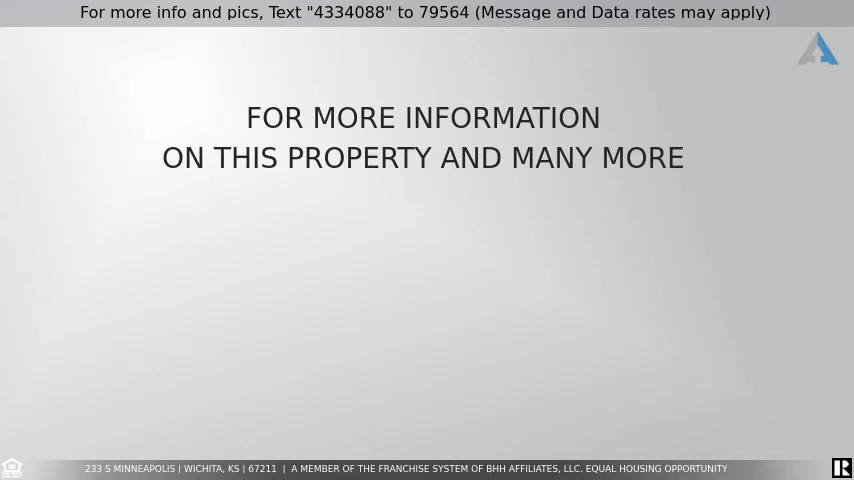 For more info and pics, Text "4334088" to 79564 (Message and Data rates may apply)
FOR MORE INFORMATION
ON THIS PROPERTY AND MANY MORE
233 S MINNEAPOLIS | WICHITA, KS | 67211 | A MEMBER OF THE FRANCHISE SYSTEM OF BHH AFFILIATES, LLC. EQUAL HOUSING OPPORTUNITY